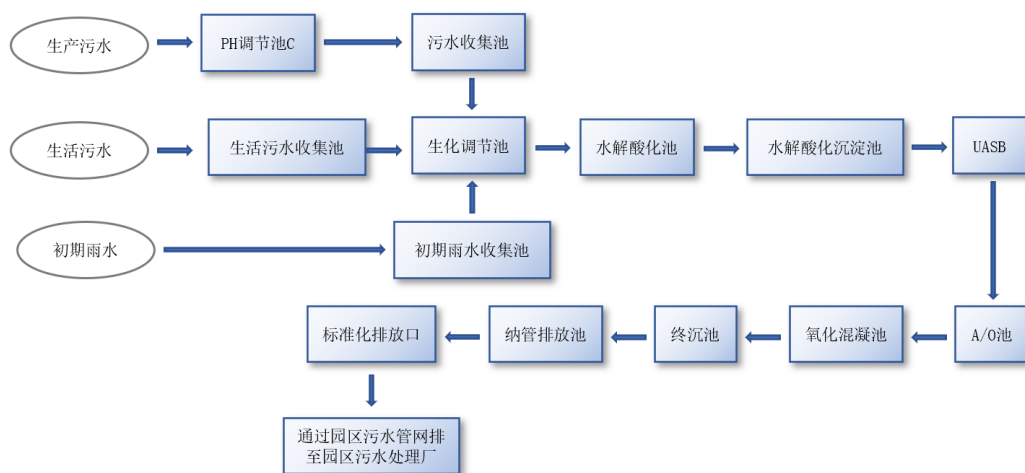 生产污水
PH调节池C
污水收集池
生活污水
生活污水收集池
生化调节池
水解酸化池
水解酸化沉淀池
UASB
初期雨水
初期雨水收集池
标准化排放口
纳管排放池
终沉池
氧化混凝池
A/O池
通过园区污水管网排
至园区污水处理厂